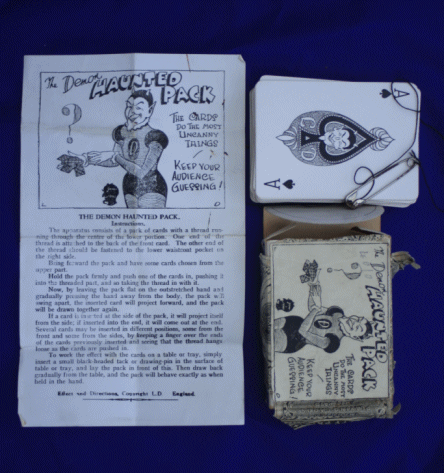 The Demon
HAUNTED
PACK
THE CARDS
DO THE MOST
UNCANNY
THINGS
KEEP YOUR
AUDIENCE
GUESSING!
?
L D
THE DEMON HAUNTED PACK.
Instructions.
The apparatus consists of a pack of cards with a thread run-
ning through the centre of the lower portion. One end of the
thread is attached to the back of the front card. The other end of
the thread should be fastened to the lower waistcoat pocket on
the right side.
Bring forward the pack and have some cards chosen from the
upper part.
Hold the pack firmly and push one of the cards in, pushing it
into the threaded part, and so taking the thread in with it.
Now, by leaving the pack flat on the outstretched hand and
gradually passing the hand away from the body, the pack will
swing apart, the inserted card will project forward, and the pack
will be drawn together again.
If a card is inserted at the side of the pack, it will project itself
from the side; if inserted into the end, it will come out at the end.
Several cards may be inserted in different positions, some from the
front and some from the sides, by keeping a finger over the end
of the cards previously inserted and seeing that the thread hangs
loose as the cards are pushed in.
To work the effect with the cards on a table or tray, simply
insert a small black-headed tack or drawing pin in the surface of
table or tray, and lay the pack in front of this. Then draw back
gradually from the table, and the pack will behave exactly as when
held in the hand.
Effect and Directions, Copyright L.D. England.
A
L D
A
The Demon
HAUNTED
PACK
THE CARDS
DO THE MOST
UNCANNY
THINGS
KEEP YOUR
AUDIENCE
GUESSING!
?